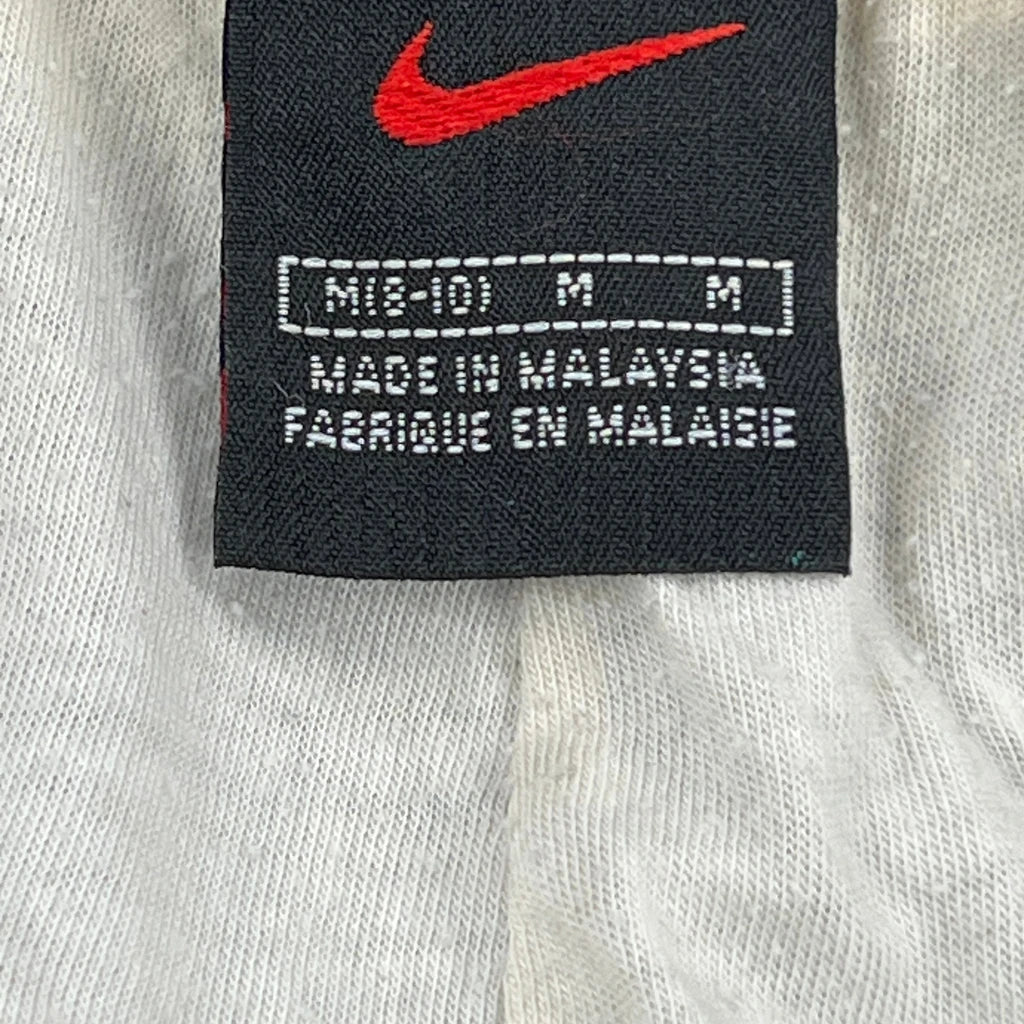 M(8-10) M M
MADE IN MALAYSIA
FABRIQUE EN MALAISIE